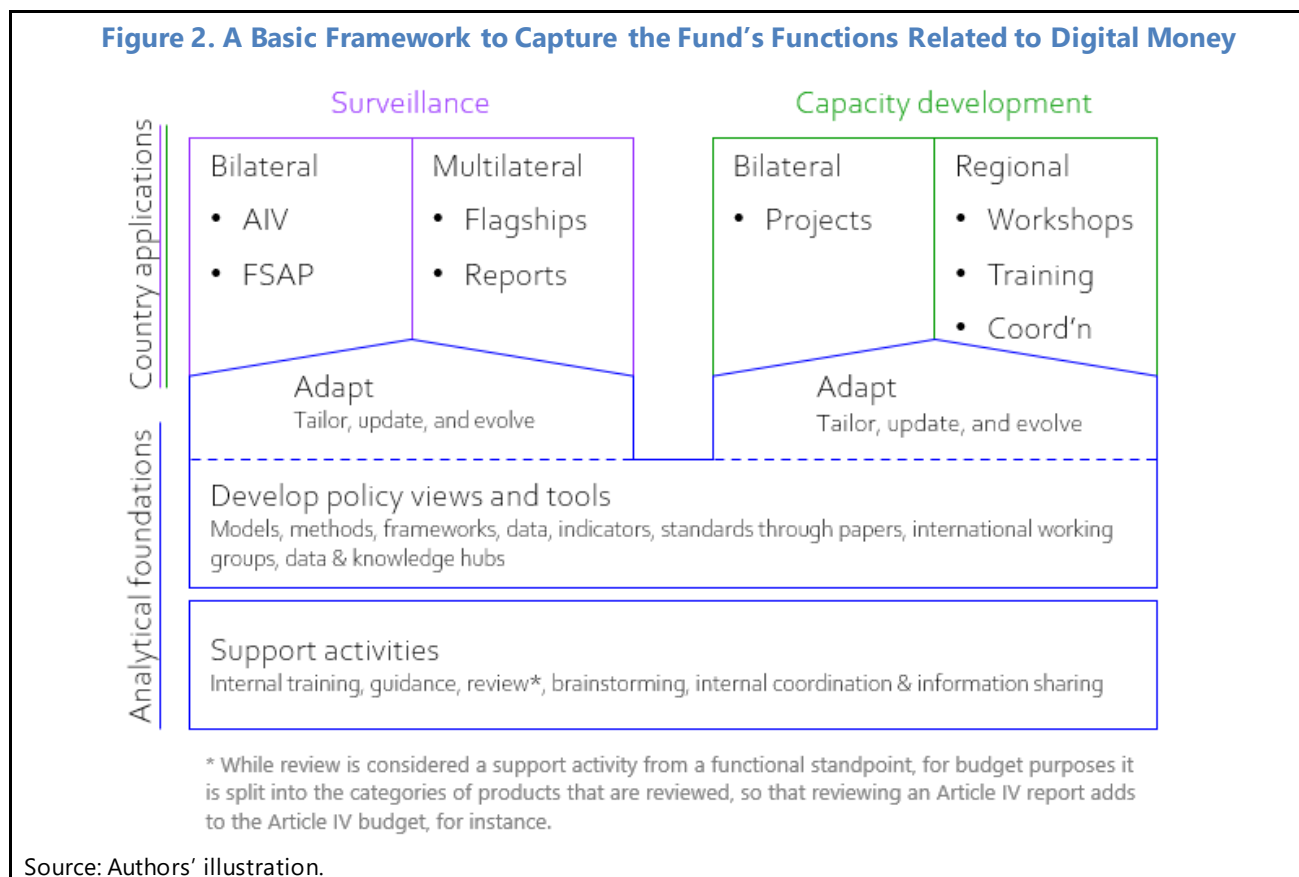 Figure 2. A Basic Framework to Capture the Fund’s Functions Related to Digital Money
Surveillance
Capacity development
Country applications
Bilateral
• AIV
• FSAP
Multilateral
• Flagships
• Reports
Bilateral
• Projects
Regional
• Workshops
• Training
• Coord'n
Adapt
Tailor, update, and evolve
Adapt
Tailor, update, and evolve
Analytical foundations
Develop policy views and tools
Models, methods, frameworks, data, indicators, standards through papers, international working
groups, data & knowledge hubs
Support activities
Internal training, guidance, review*, brainstorming, internal coordination & information sharing
* While review is considered a support activity from a functional standpoint, for budget purposes it
is split into the categories of products that are reviewed, so that reviewing an Article IV report adds
to the Article IV budget, for instance.
Source: Authors’ illustration.